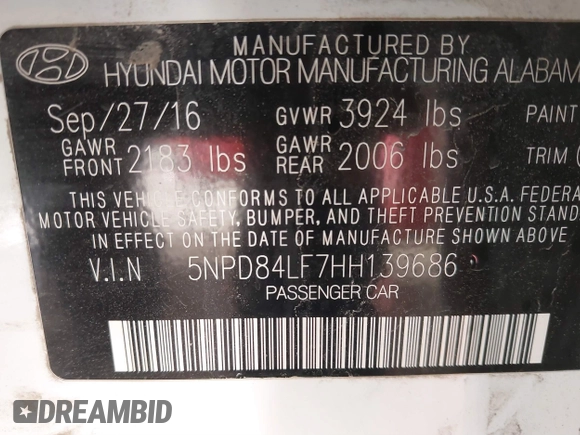 MANUFACTURED BY
HYUNDAI MOTOR MANUFACTURING ALABAM
Sep/27/16 GVWR 3924 lbs PAINT
GAWR FRONT 2183 lbs GAWR REAR 2006 lbs TRIM (
THIS VEHICLE CONFORMS TO ALL APPLICABLE U.S.A. FEDERA
MOTOR VEHICLE SAFETY, BUMPER, AND THEFT PREVENTION STAND
IN EFFECT ON THE DATE OF MANUFACTURE SHOWN ABOVE
V.I.N 5NPD84LF7HH139686
PASSENGER CAR
DREAMBID